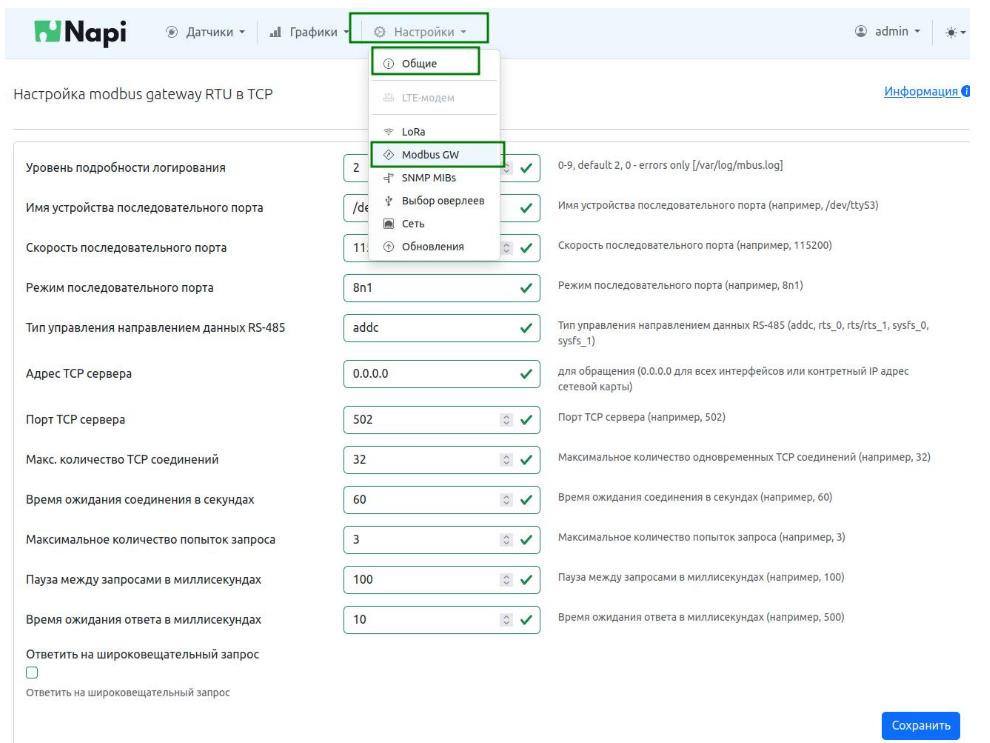 Napi
Датчики
Графики
Настройки
admin
Общие
LTE-модем
LoRa
Modbus GW
SNMP MIBs
Выбор оверлеев
Сеть
Обновления
Настройка modbus gateway RTU в TCP
Информация
Уровень подробности логирования
2
0-9, default 2, 0 - errors only [/var/log/mbus.log]
Имя устройства последовательного порта
Имя устройства последовательного порта (например, /dev/ttyS3)
Скорость последовательного порта
Скорость последовательного порта (например, 115200)
Режим последовательного порта
8n1
Режим последовательного порта (например, 8n1)
Тип управления направлением данных RS-485
addc
Тип управления направлением данных RS-485 (addc, rts_0, rts/rts_1, sysfs_0,
sysfs_1)
Адрес TCP сервера
0.0.0.0
для обращения (0.0.0.0 для всех интерфейсов или контретный IP адрес
сетевой карты)
Порт TCP сервера
502
Порт TCP сервера (например, 502)
Макс. количество TCP соединений
32
Максимальное количество одновременных TCP соединений (например, 32)
Время ожидания соединения в секундах
60
Время ожидания соединения в секундах (например, 60)
Максимальное количество попыток запроса
3
Максимальное количество попыток запроса (например, 3)
Пауза между запросами в миллисекундах
100
Пауза между запросами в миллисекундах (например, 100)
Время ожидания ответа в миллисекундах
10
Время ожидания ответа в миллисекундах (например, 500)
Ответить на широковещательный запрос
Ответить на широковещательный запрос
Сохранить